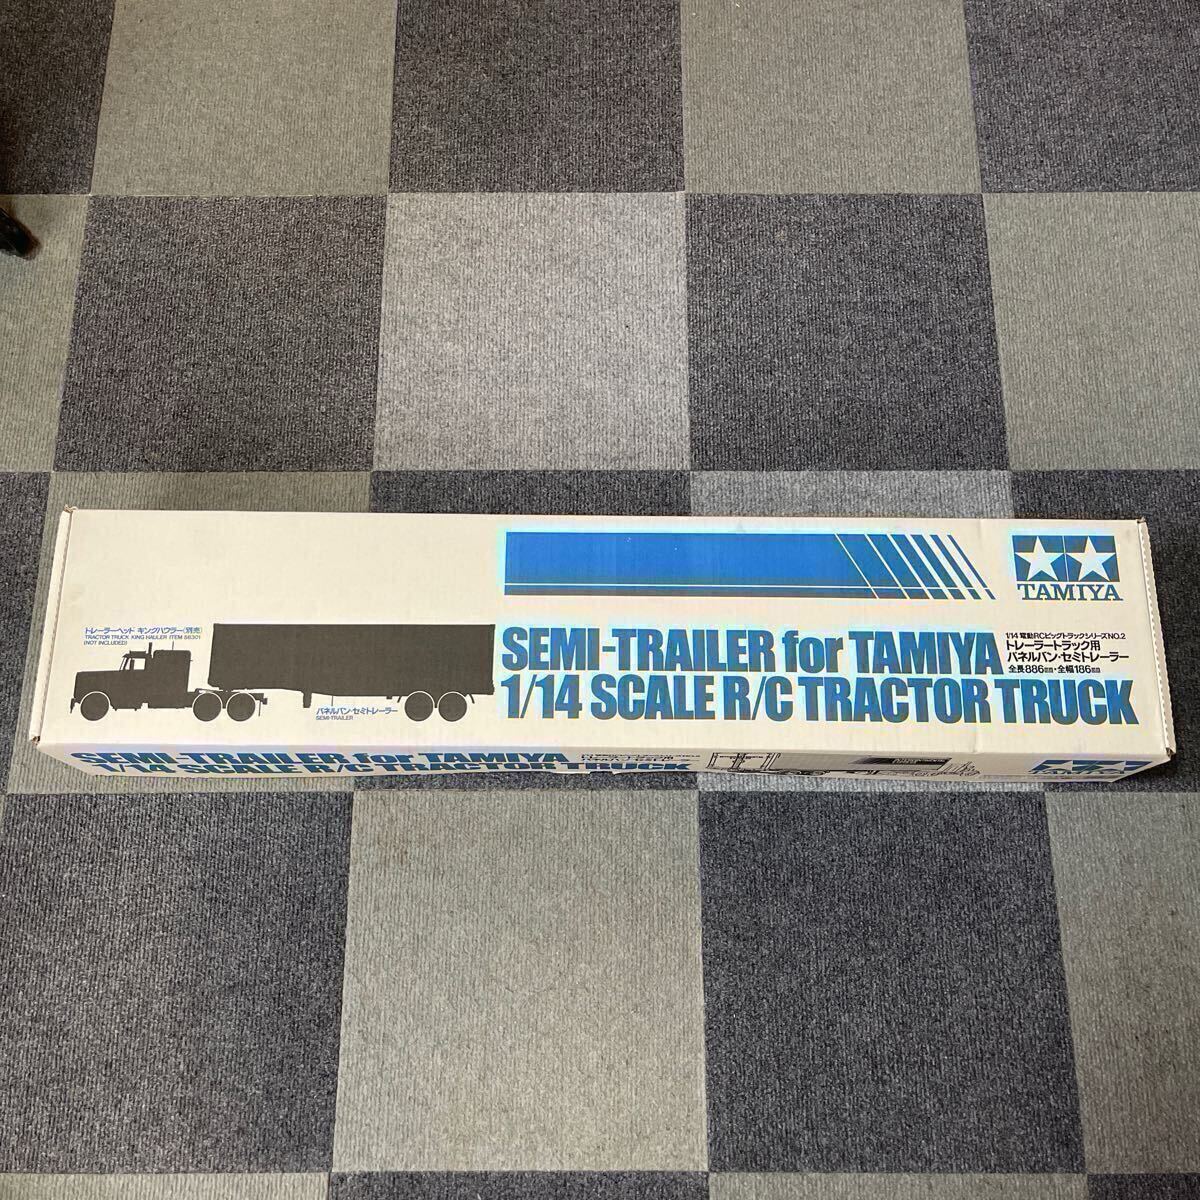 TAMIYA
トレーラーヘッド キングハウラー(別売)
TRACTOR TRUCK KING HAULER ITEM 56301
(NOT INCLUDED)
パネルバン・セミトレーラー
SEMI-TRAILER
SEMI-TRAILER for TAMIYA
1/14 SCALE R/C TRACTOR TRUCK
1/14 電動RCビッグトラックシリーズNO.2
トレーラートラック用
パネルバン・セミトレーラー
全長886mm・全幅186mm
SEMI-TRAILER for TAMIYA
1/14 SCALE R/C TRACTOR TRUCK
TAMIYA